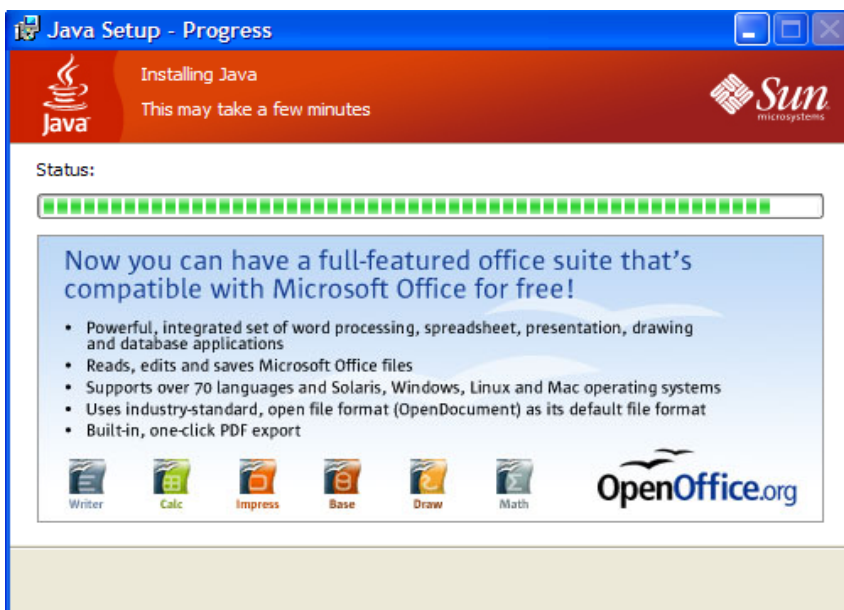 Java Setup - Progress
Installing Java
This may take a few minutes
Java
Sun
microsystems
Status:
Now you can have a full-featured office suite that's
compatible with Microsoft Office for free!
• Powerful, integrated set of word processing, spreadsheet, presentation, drawing
and database applications
• Reads, edits and saves Microsoft Office files
• Supports over 70 languages and Solaris, Windows, Linux and Mac operating systems
• Uses industry-standard, open file format (OpenDocument) as its default file format
• Built-in, one-click PDF export
Writer Calc Impress Base Draw Math
OpenOffice.org